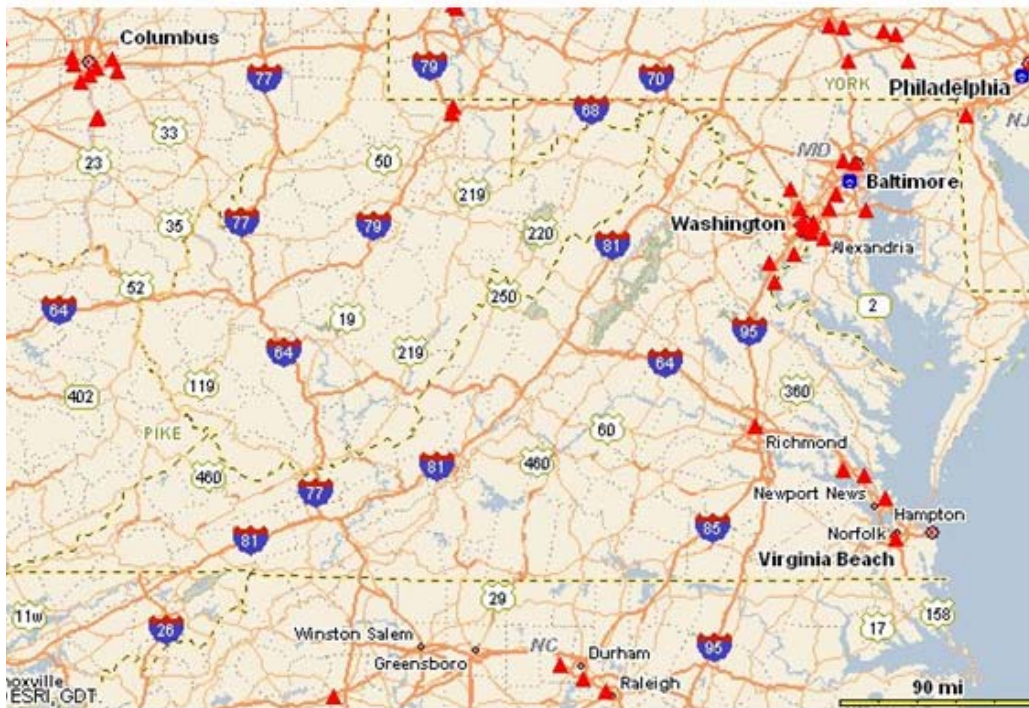 Columbus
77
79
70
YORK
Philadelphia
NJ
68
33
MD
50
23
219
Baltimore
35
77
79
220
Washington
81
Alexandria
52
250
64
2
19
95
64
219
64
119
360
402
PIKE
60
Richmond
460
81
460
77
Newport News
Hampton
81
85
Norfolk
Virginia Beach
29
11w
26
17
158
Winston Salem
NC
95
Greensboro
Durham
Raleigh
noxville
ESRI, GDT.
90 mi